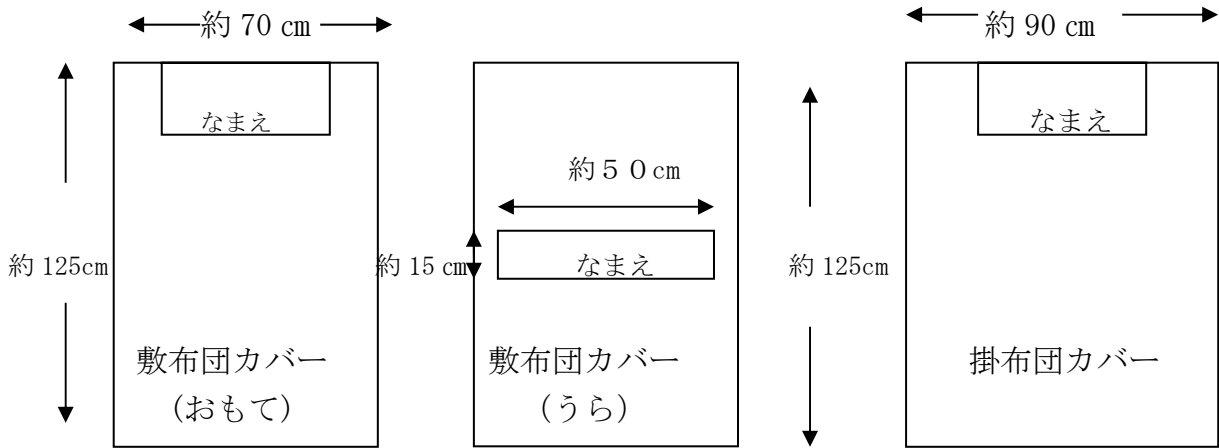 約 70 cm
なまえ
約 125cm
敷布団カバー
(おもて)
約５０cm
約 15 cm
なまえ
敷布団カバー
(うら)
約 90 cm
なまえ
約 125cm
掛布団カバー